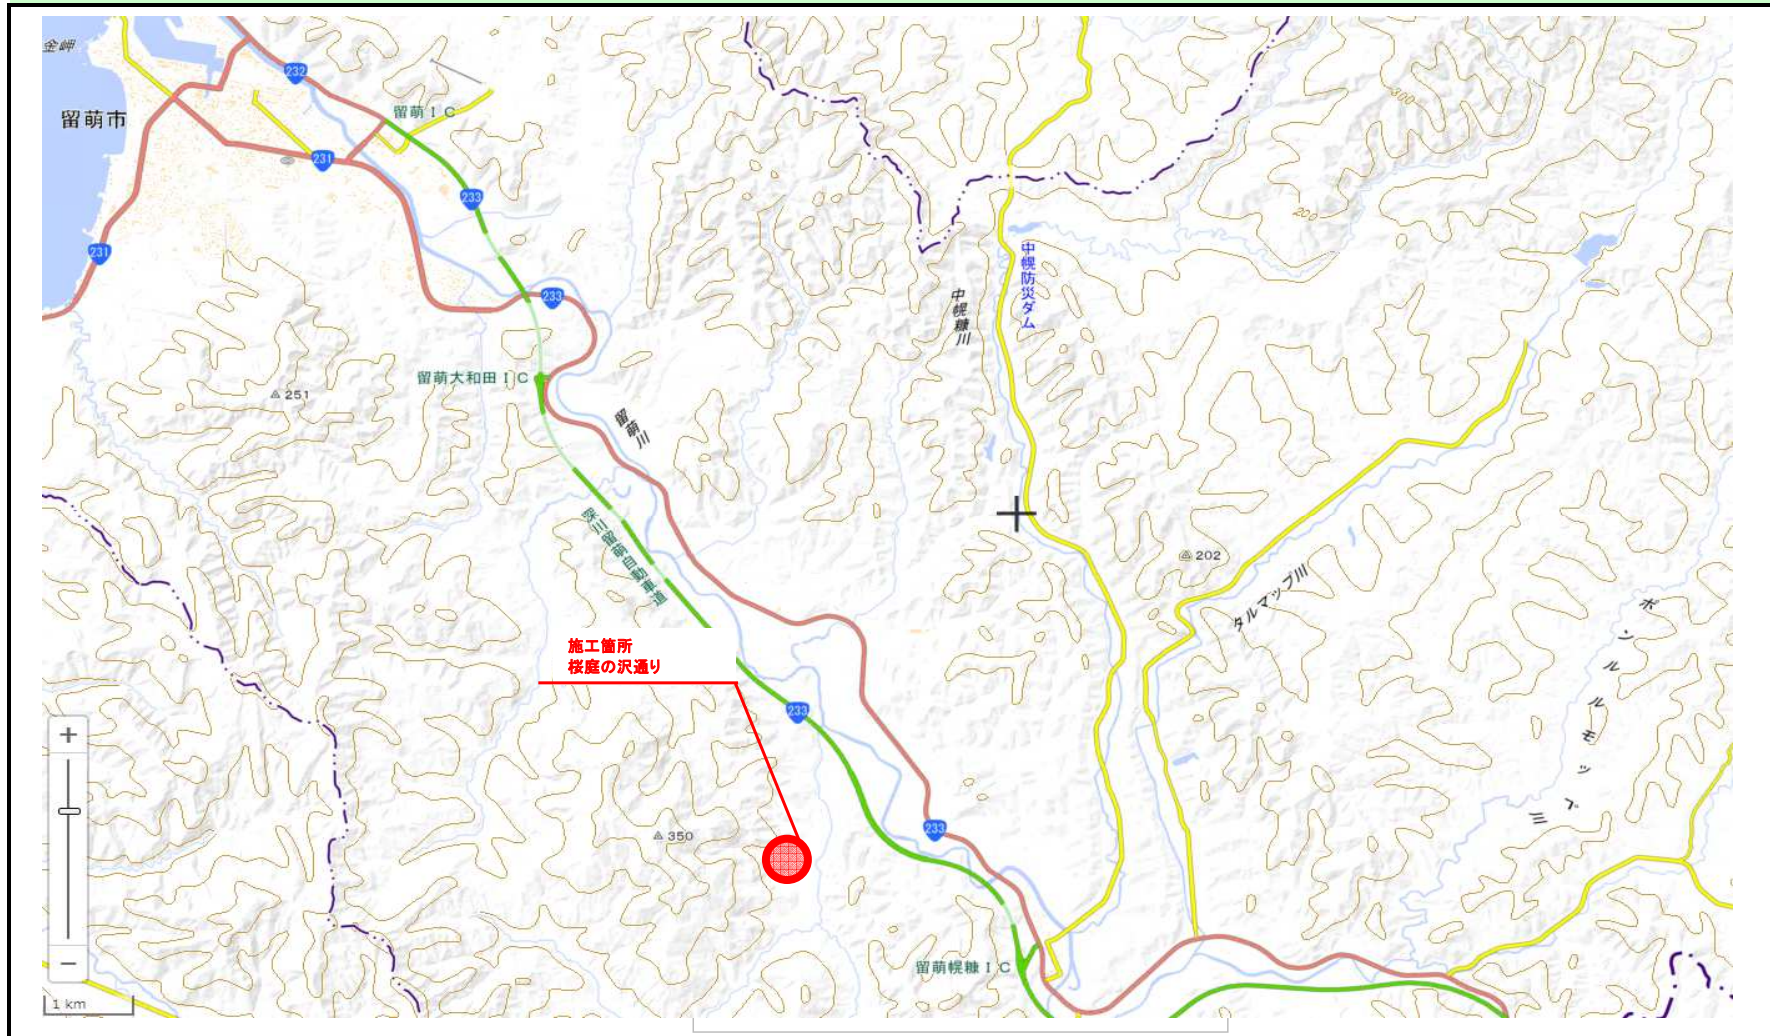 金岬
留萌市
232
留萌IC
231
233
231
233
中幌防災ダム
中幌糠川
300
200
留萌大和田IC
251
留萌川
深川留萌自動車道
202
タルマップ川
ポンルルモッペ
施工箇所
桜庭の沢通り
233
350
233
留萌幌糠IC
+
−
1 km